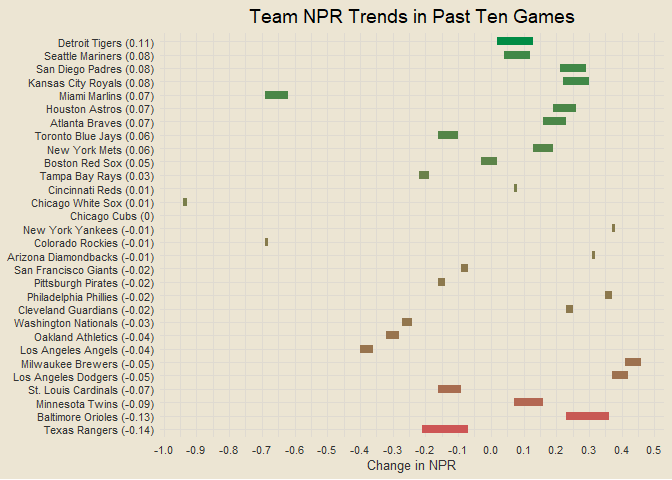 Team NPR Trends in Past Ten Games
Detroit Tigers (0.11)
Seattle Mariners (0.08)
San Diego Padres (0.08)
Kansas City Royals (0.08)
Miami Marlins (0.07)
Houston Astros (0.07)
Atlanta Braves (0.07)
Toronto Blue Jays (0.06)
New York Mets (0.06)
Boston Red Sox (0.05)
Tampa Bay Rays (0.03)
Cincinnati Reds (0.01)
Chicago White Sox (0.01)
Chicago Cubs (0)
New York Yankees (-0.01)
Colorado Rockies (-0.01)
Arizona Diamondbacks (-0.01)
San Francisco Giants (-0.02)
Pittsburgh Pirates (-0.02)
Philadelphia Phillies (-0.02)
Cleveland Guardians (-0.02)
Washington Nationals (-0.03)
Oakland Athletics (-0.04)
Los Angeles Angels (-0.04)
Milwaukee Brewers (-0.05)
Los Angeles Dodgers (-0.05)
St. Louis Cardinals (-0.07)
Minnesota Twins (-0.09)
Baltimore Orioles (-0.13)
Texas Rangers (-0.14)
-1.0 -0.9 -0.8 -0.7 -0.6 -0.5 -0.4 -0.3 -0.2 -0.1 0.0 0.1 0.2 0.3 0.4 0.5
Change in NPR